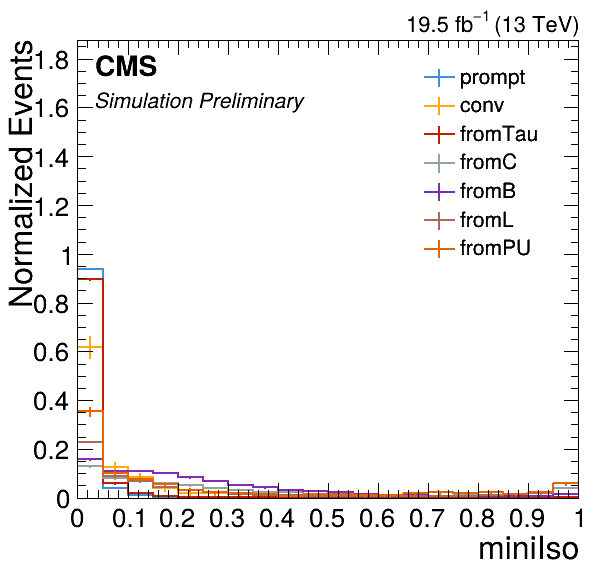 19.5 fb⁻¹ (13 TeV)
CMS
Simulation Preliminary
prompt
conv
fromTau
fromC
fromB
fromL
fromPU
Normalized Events
1.8
1.6
1.4
1.2
1
0.8
0.6
0.4
0.2
0
0 0.1 0.2 0.3 0.4 0.5 0.6 0.7 0.8 0.9 1
miniIso